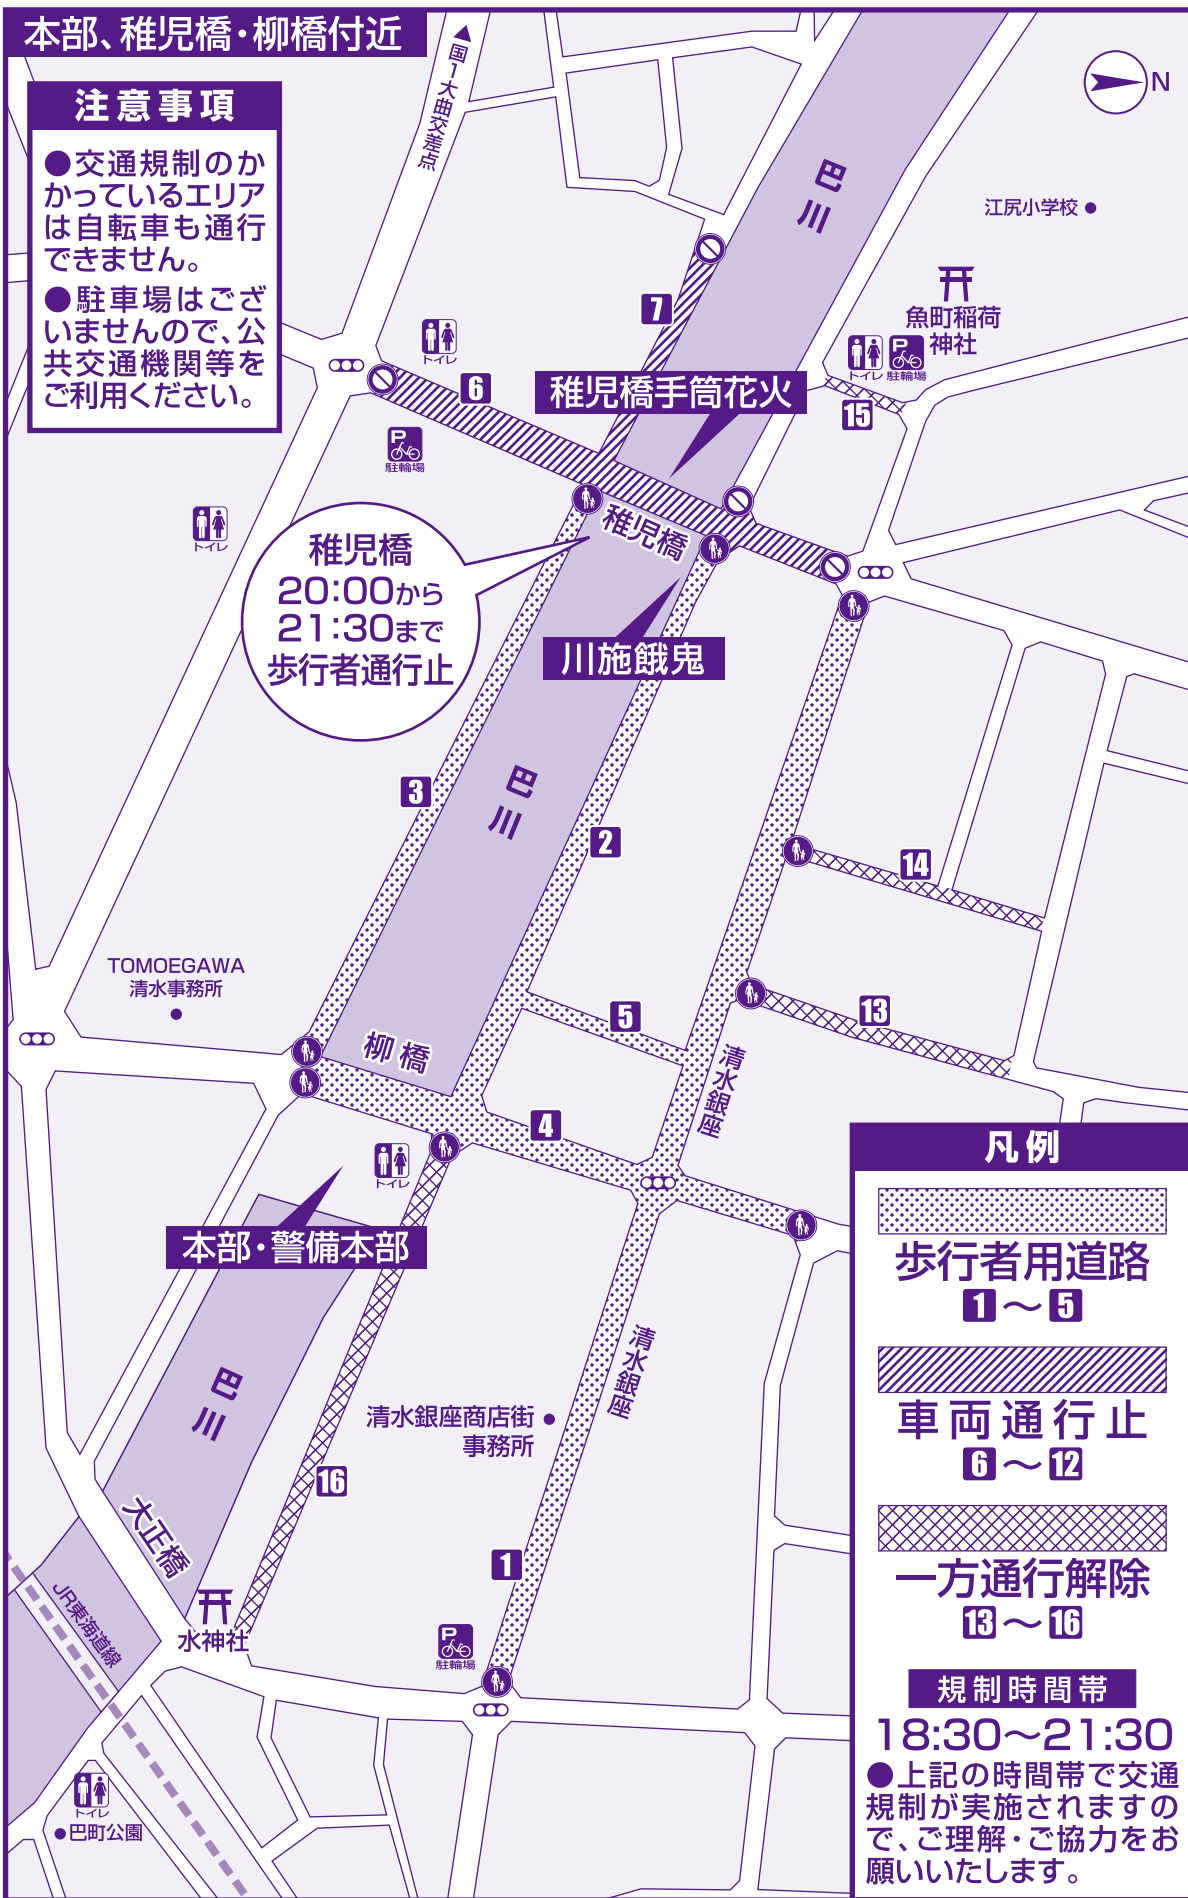 本部、稚児橋・柳橋付近
注意事項
●交通規制のか
かっているエリア
は自転車も通行
できません。
●駐車場はござ
いませんので、公
共交通機関等を
ご利用ください。
▲国1大曲交差点
N
巴川
江尻小学校
魚町稲荷
神社
トイレ
P
駐輪場
15
7
トイレ
6
稚児橋手筒花火
P
駐輪場
トイレ
稚児橋
稚児橋
20:00から
21:30まで
歩行者通行止
川施餓鬼
3
巴川
2
14
TOMOEGAWA
清水事務所
13
5
柳橋
清水銀座
4
トイレ
本部・警備本部
巴川
清水銀座
清水銀座商店街
事務所
16
大正橋
1
JR東海道線
水神社
P
駐輪場
トイレ
巴町公園
凡例
歩行者用道路
1～5
車両通行止
6～12
一方通行解除
13～16
規制時間帯
18:30～21:30
●上記の時間帯で交通
規制が実施されますの
で、ご理解・ご協力をお
願いいたします。